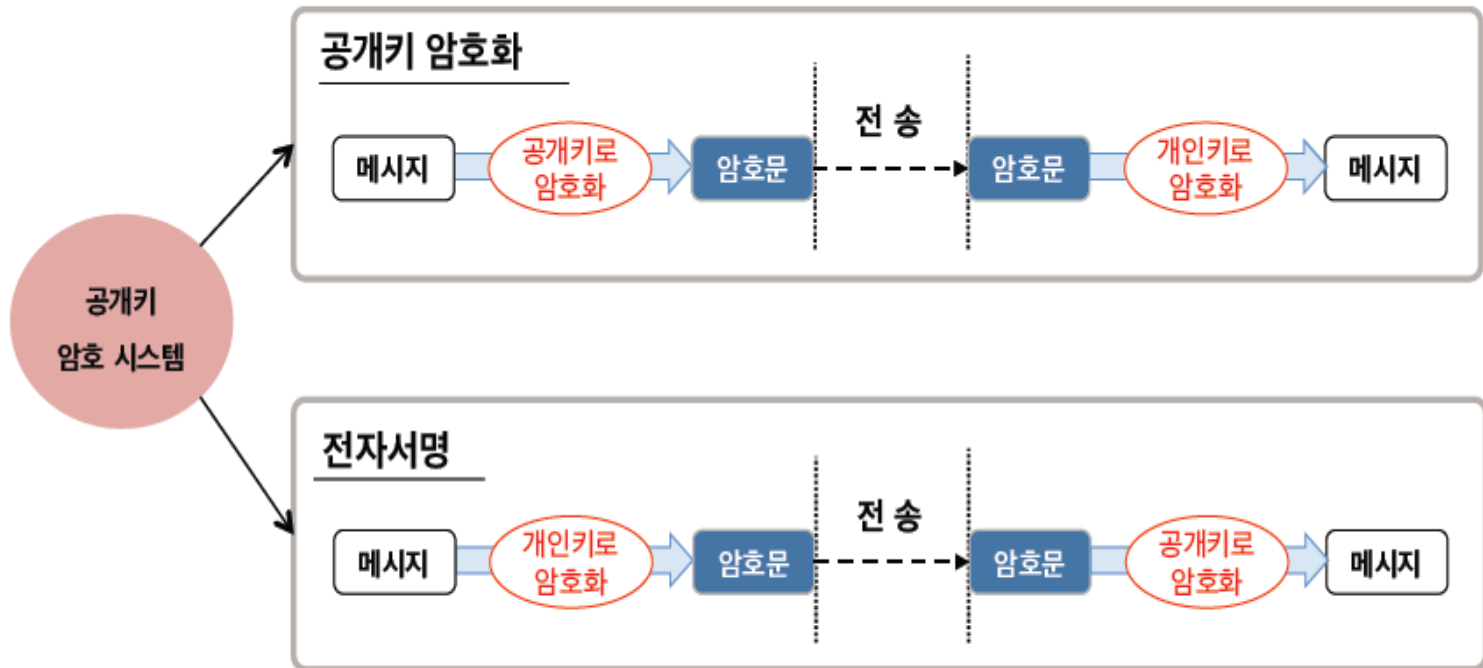 공개키
암호 시스템
공개키 암호화
메시지
공개키로
암호화
암호문
전 송
암호문
개인키로
암호화
메시지
전자서명
메시지
개인키로
암호화
암호문
전 송
암호문
공개키로
암호화
메시지